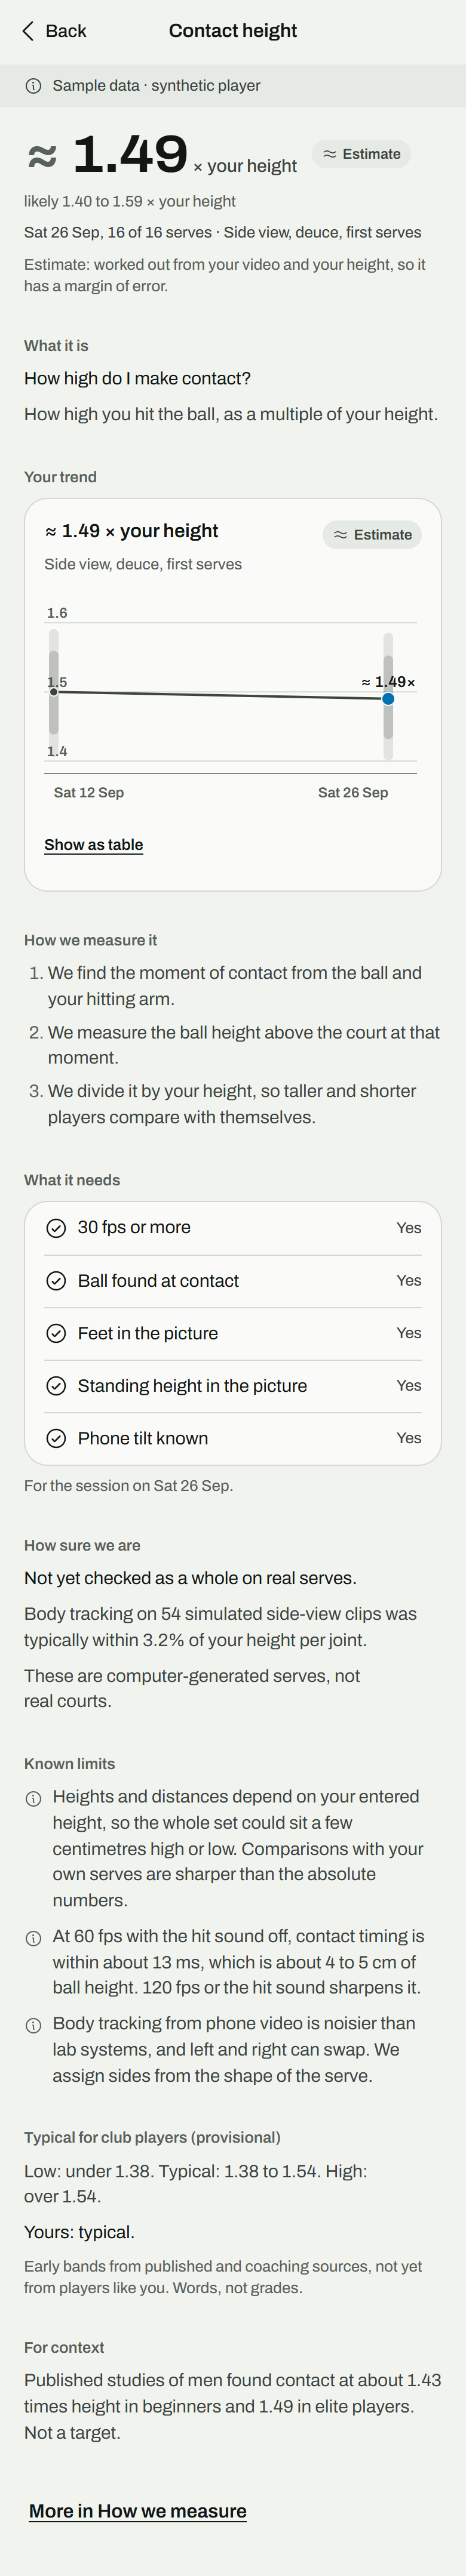 Back
Contact height
Sample data · synthetic player
≈ 1.49 × your height
≈ Estimate
likely 1.40 to 1.59 × your height
Sat 26 Sep, 16 of 16 serves · Side view, deuce, first serves
Estimate: worked out from your video and your height, so it
has a margin of error.
What it is
How high do I make contact?
How high you hit the ball, as a multiple of your height.
Your trend
≈ 1.49 × your height
≈ Estimate
Side view, deuce, first serves
1.6
1.5
≈ 1.49×
1.4
Sat 12 Sep
Sat 26 Sep
Show as table
How we measure it
1. We find the moment of contact from the ball and
your hitting arm.
2. We measure the ball height above the court at that
moment.
3. We divide it by your height, so taller and shorter
players compare with themselves.
What it needs
30 fps or more
Yes
Ball found at contact
Yes
Feet in the picture
Yes
Standing height in the picture
Yes
Phone tilt known
Yes
For the session on Sat 26 Sep.
How sure we are
Not yet checked as a whole on real serves.
Body tracking on 54 simulated side-view clips was
typically within 3.2% of your height per joint.
These are computer-generated serves, not
real courts.
Known limits
Heights and distances depend on your entered
height, so the whole set could sit a few
centimetres high or low. Comparisons with your
own serves are sharper than the absolute
numbers.
At 60 fps with the hit sound off, contact timing is
within about 13 ms, which is about 4 to 5 cm of
ball height. 120 fps or the hit sound sharpens it.
Body tracking from phone video is noisier than
lab systems, and left and right can swap. We
assign sides from the shape of the serve.
Typical for club players (provisional)
Low: under 1.38. Typical: 1.38 to 1.54. High:
over 1.54.
Yours: typical.
Early bands from published and coaching sources, not yet
from players like you. Words, not grades.
For context
Published studies of men found contact at about 1.43
times height in beginners and 1.49 in elite players.
Not a target.
More in How we measure